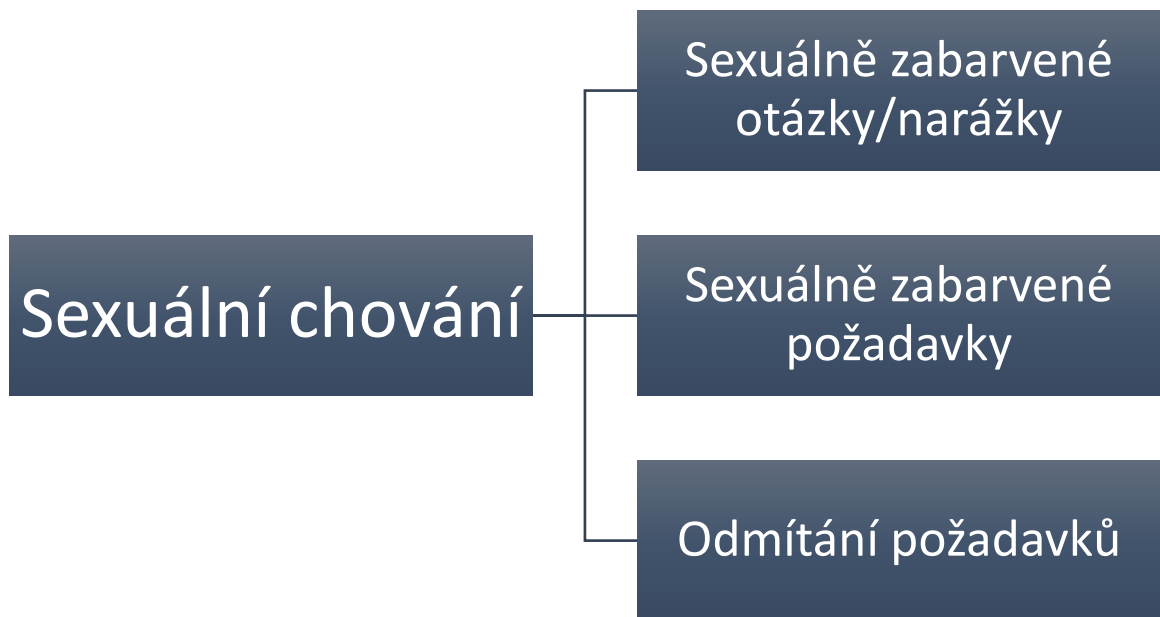 Sexuálně zabarvené
otázky/narážky
Sexuální chování
Sexuálně zabarvené
požadavky
Odmítání požadavků